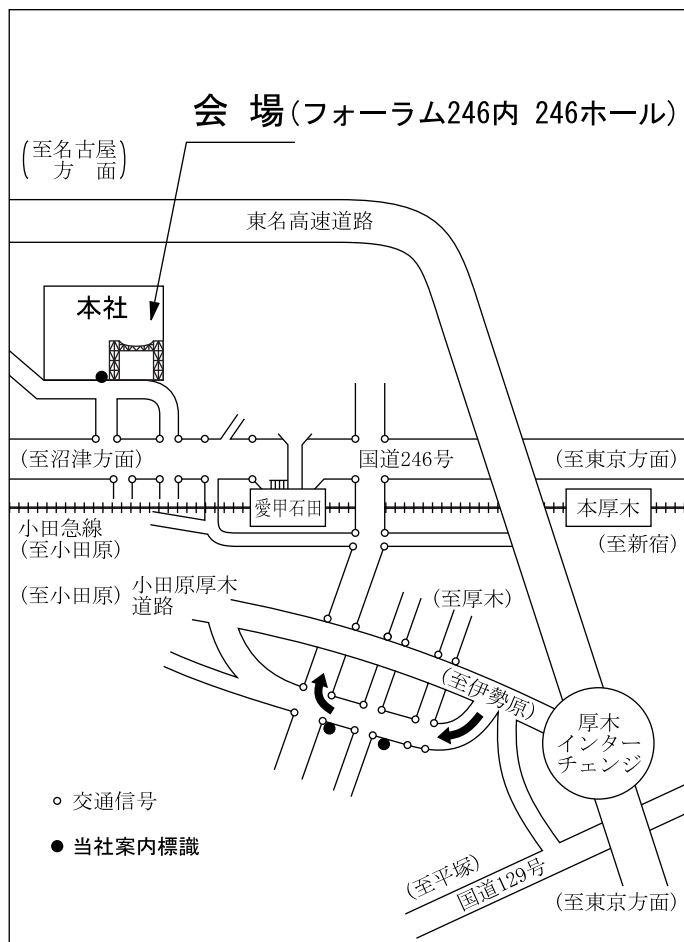 会 場(フォーラム246内 246ホール)
(至名古屋
方 面)
東名高速道路
本社
(至沼津方面)
国道246号
(至東京方面)
愛甲石田
本厚木
小田急線
(至小田原)
(至新宿)
(至小田原)
小田原厚木
道路
(至厚木)
(至伊勢原)
厚木
インター
チェンジ
交通信号
当社案内標識
(至平塚)
国道129号
(至東京方面)